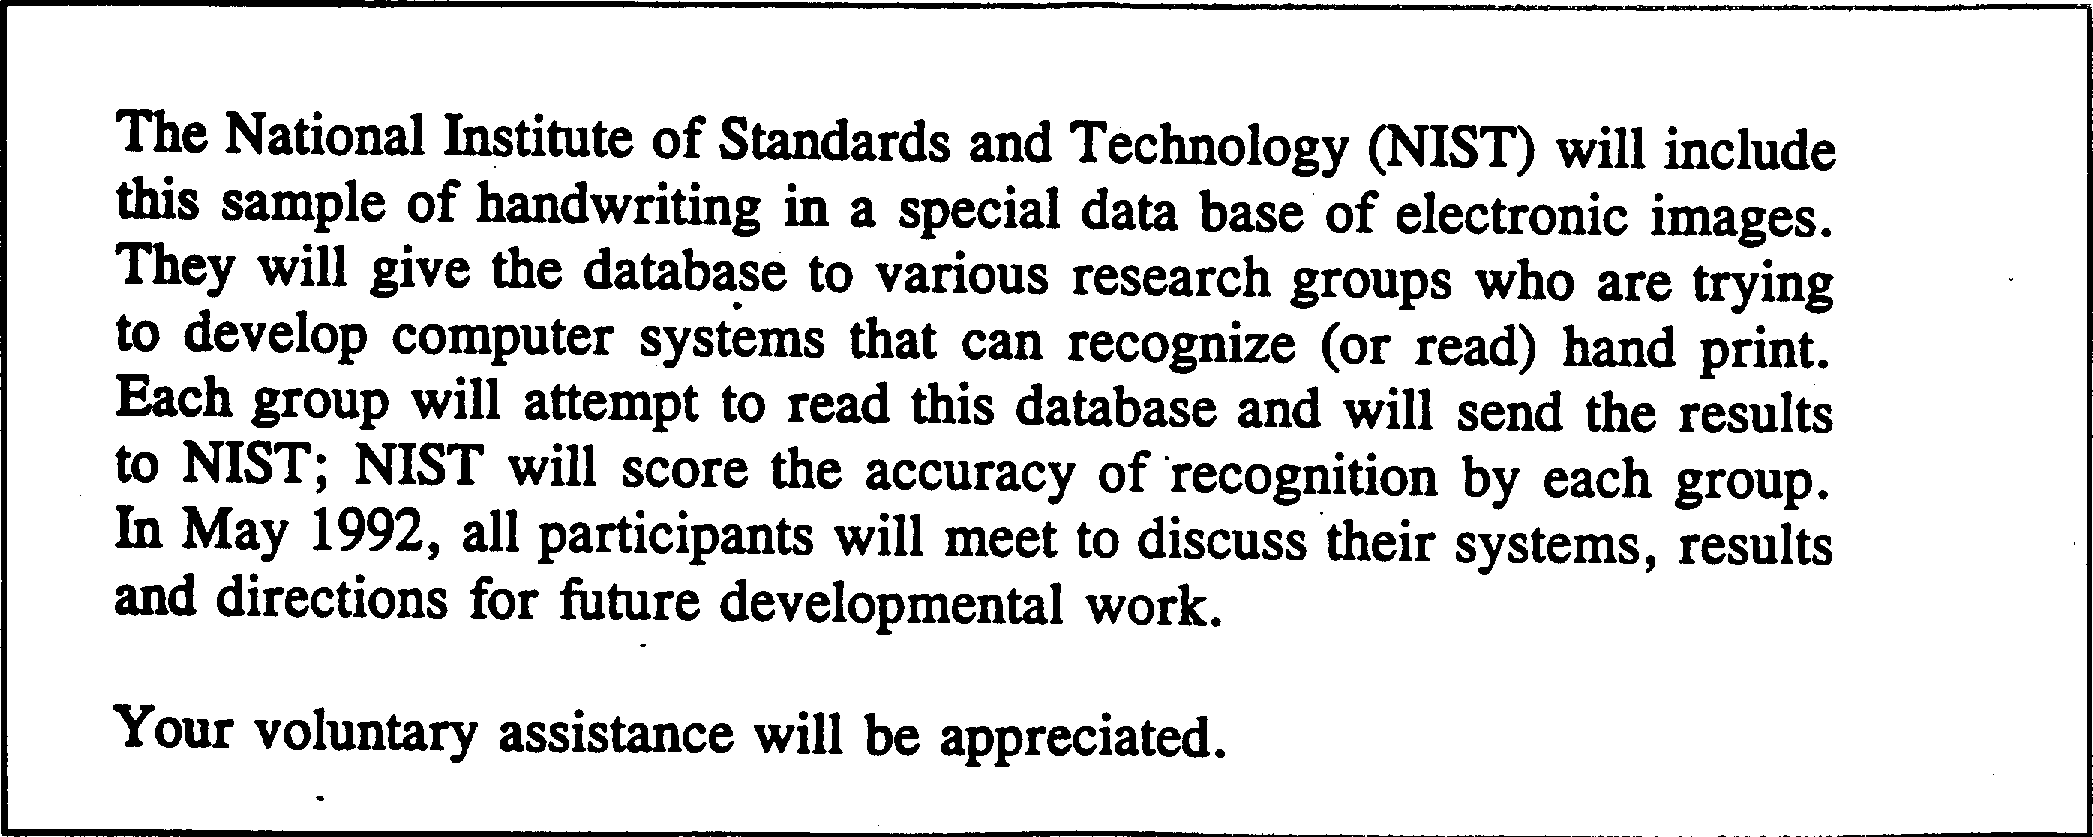 The National Institute of Standards and Technology (NIST) will include
this sample of handwriting in a special data base of electronic images.
They will give the database to various research groups who are trying
to develop computer systems that can recognize (or read) hand print.
Each group will attempt to read this database and will send the results
to NIST; NIST will score the accuracy of recognition by each group.
In May 1992, all participants will meet to discuss their systems, results
and directions for future developmental work.
Your voluntary assistance will be appreciated.